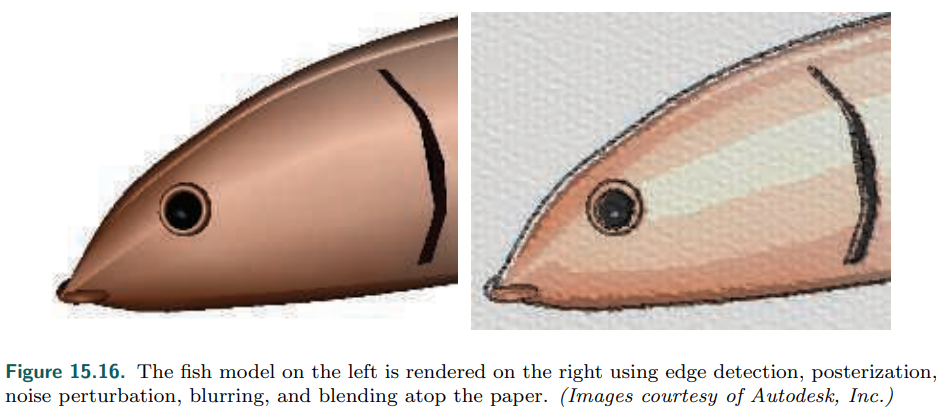 Figure 15.16. The fish model on the left is rendered on the right using edge detection, posterization,
noise perturbation, blurring, and blending atop the paper. (Images courtesy of Autodesk, Inc.)